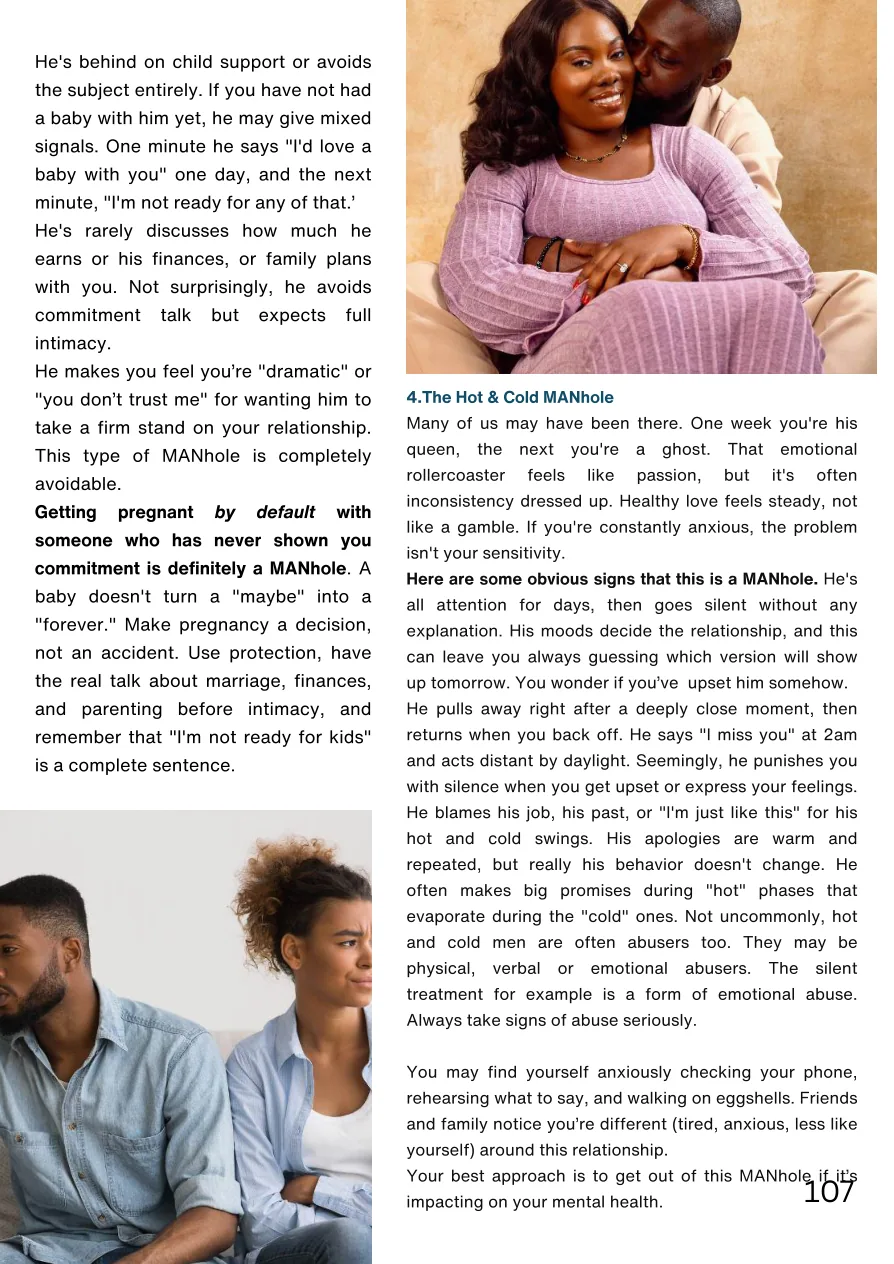 He's behind on child support or avoids
the subject entirely. If you have not had
a baby with him yet, he may give mixed
signals. One minute he says "I'd love a
baby with you" one day, and the next
minute, "I'm not ready for any of that.’
He's rarely discusses how much he
earns or his finances, or family plans
with you. Not surprisingly, he avoids
commitment talk but expects full
intimacy.
He makes you feel you’re "dramatic" or
"you don’t trust me" for wanting him to
take a firm stand on your relationship.
This type of MANhole is completely
avoidable.
Getting pregnant by default with
someone who has never shown you
commitment is definitely a MANhole. A
baby doesn't turn a "maybe" into a
"forever." Make pregnancy a decision,
not an accident. Use protection, have
the real talk about marriage, finances,
and parenting before intimacy, and
remember that "I'm not ready for kids"
is a complete sentence.
4.The Hot & Cold MANhole
Many of us may have been there. One week you're his
queen, the next you're a ghost. That emotional
rollercoaster feels like passion, but it's often
inconsistency dressed up. Healthy love feels steady, not
like a gamble. If you're constantly anxious, the problem
isn't your sensitivity.
Here are some obvious signs that this is a MANhole. He's
all attention for days, then goes silent without any
explanation. His moods decide the relationship, and this
can leave you always guessing which version will show
up tomorrow. You wonder if you’ve upset him somehow.
He pulls away right after a deeply close moment, then
returns when you back off. He says "I miss you" at 2am
and acts distant by daylight. Seemingly, he punishes you
with silence when you get upset or express your feelings.
He blames his job, his past, or "I'm just like this" for his
hot and cold swings. His apologies are warm and
repeated, but really his behavior doesn't change. He
often makes big promises during "hot" phases that
evaporate during the "cold" ones. Not uncommonly, hot
and cold men are often abusers too. They may be
physical, verbal or emotional abusers. The silent
treatment for example is a form of emotional abuse.
Always take signs of abuse seriously.
You may find yourself anxiously checking your phone,
rehearsing what to say, and walking on eggshells. Friends
and family notice you’re different (tired, anxious, less like
yourself) around this relationship.
Your best approach is to get out of this MANhole if it’s
impacting on your mental health.
107